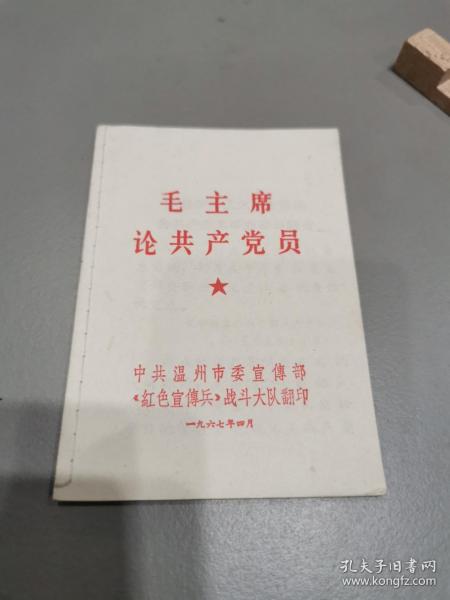 毛主席
论共产党员
★
中共温州市委宣傳部
《红色宣傳兵》战斗大队翻印
一九六七年四月
孔夫子旧书网
www.kongfz.com